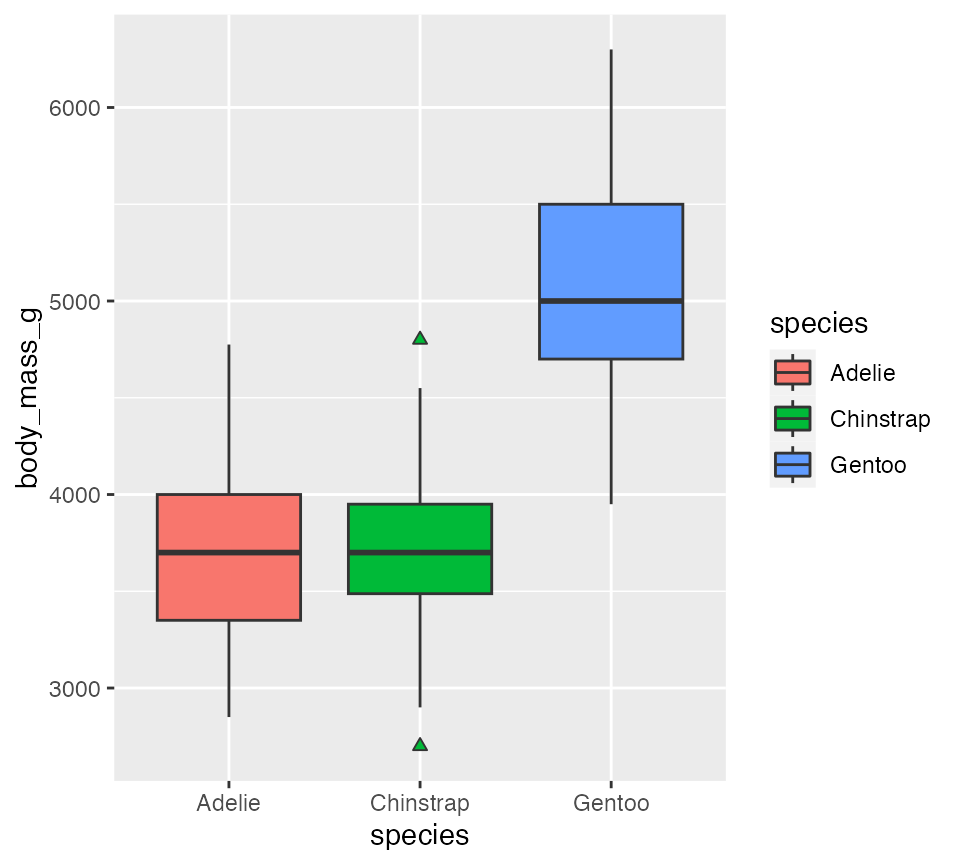 6000
5000
4000
3000
body_mass_g
Adelie
Chinstrap
Gentoo
species
species
Adelie
Chinstrap
Gentoo